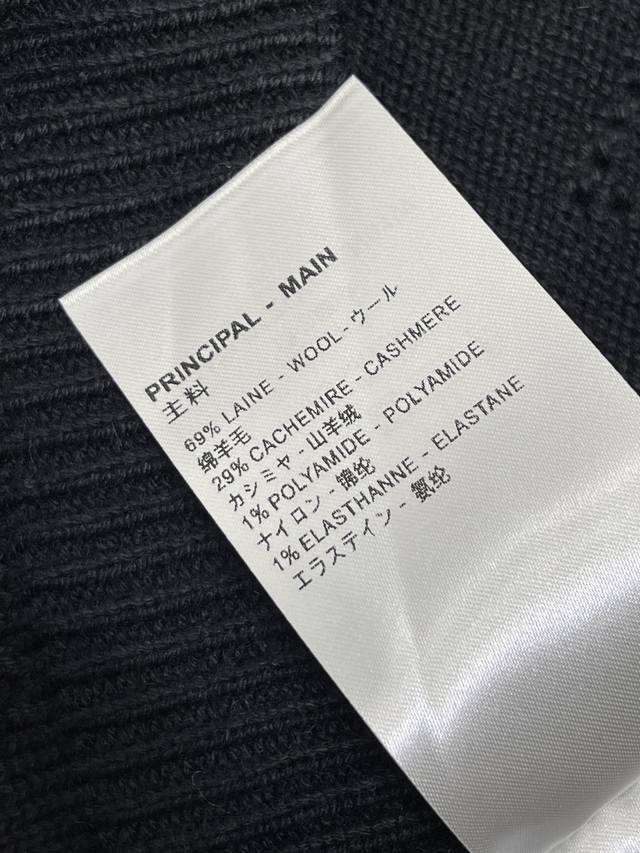 PRINCIPAL - MAIN
主料
69% LAINE - WOOL - ウール
绵羊毛
29% CACHEMIRE - CASHMERE
カシミヤ - 山羊绒
1% POLYAMIDE - POLYAMIDE
ナイロン - 锦纶
1% ELASTHANNE - ELASTANE
エラステイン - 氨纶